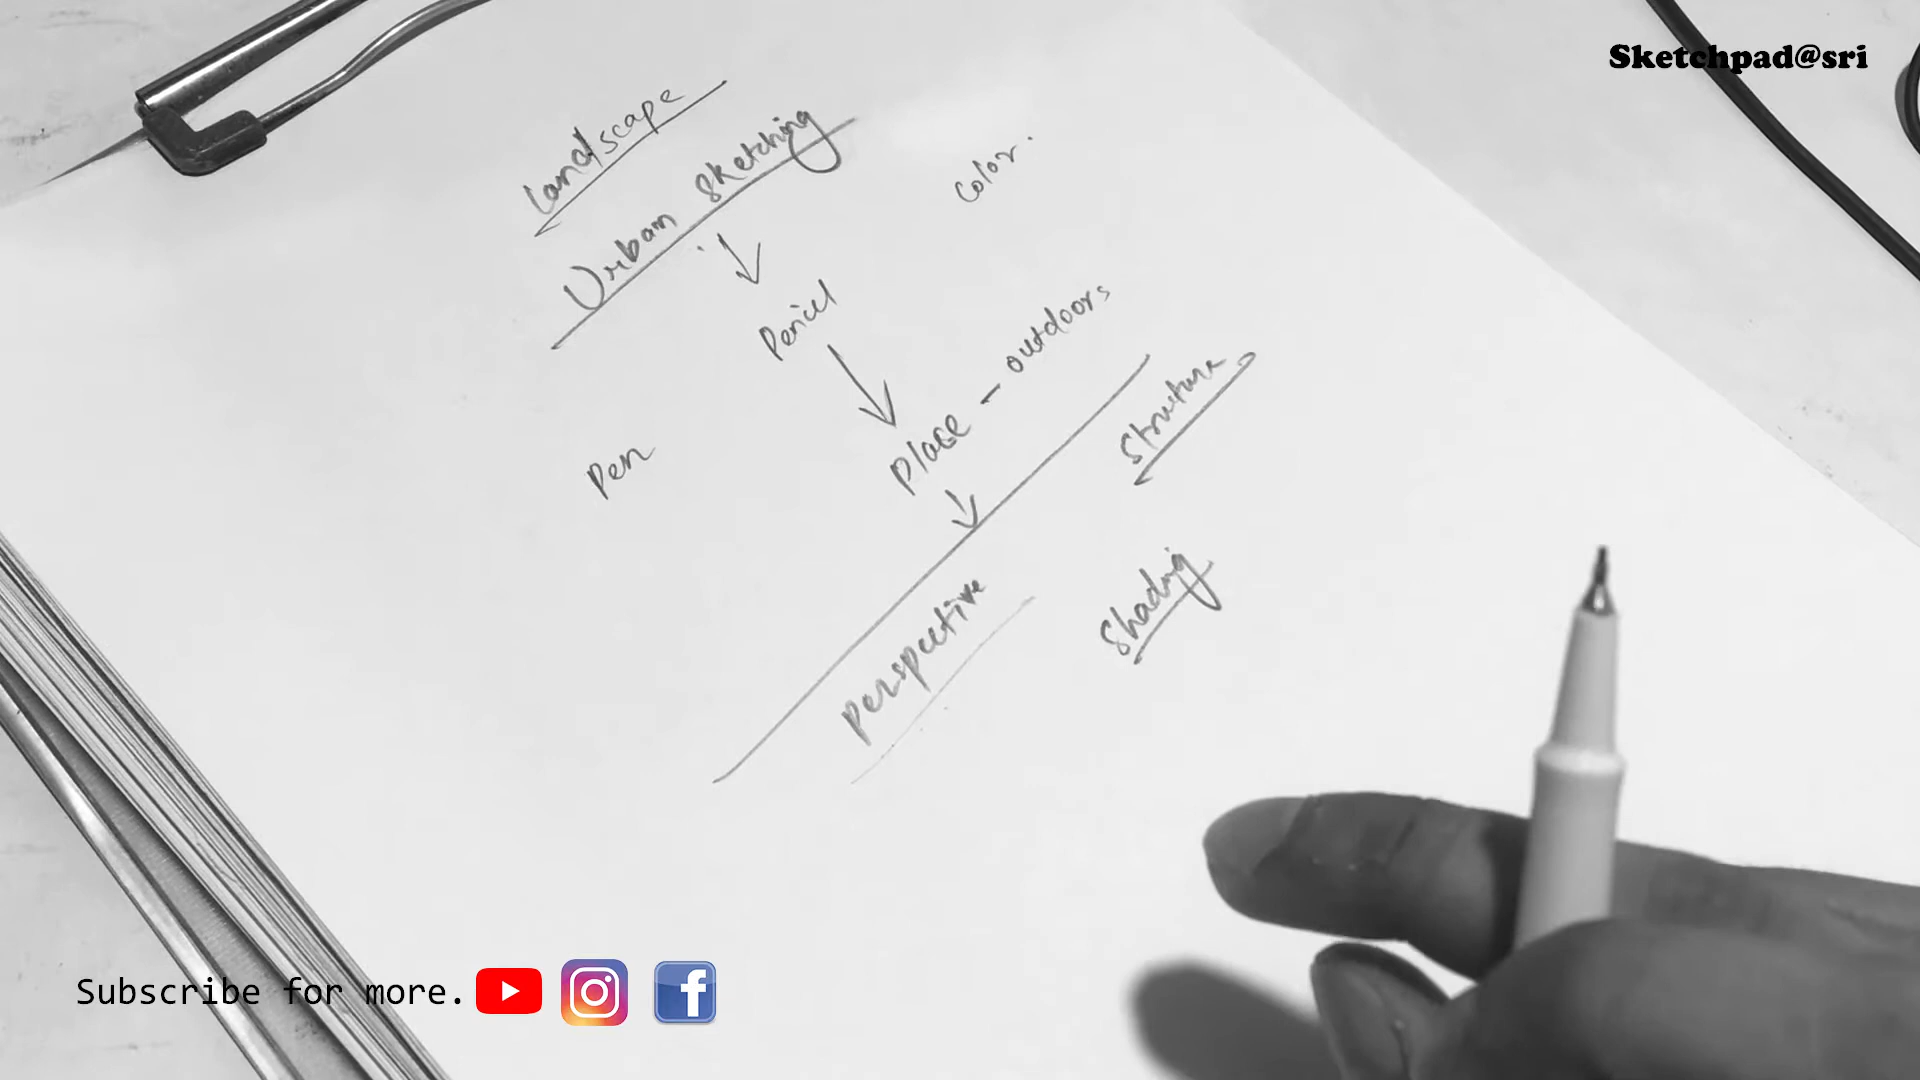 Sketchpad@sri
Landscape
Urban sketching
Color.
Pencil
Place - outdoors
Structure
Pen
Perspective
Shading
Subscribe for more.